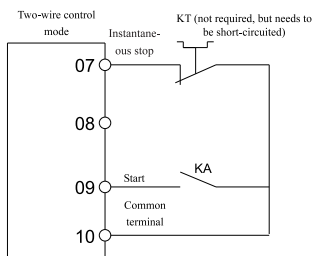 Two-wire control
mode
Instantane-
ous stop
KT (not required, but needs to
be short-circuited)
07
08
09
Start
KA
Common
terminal
10